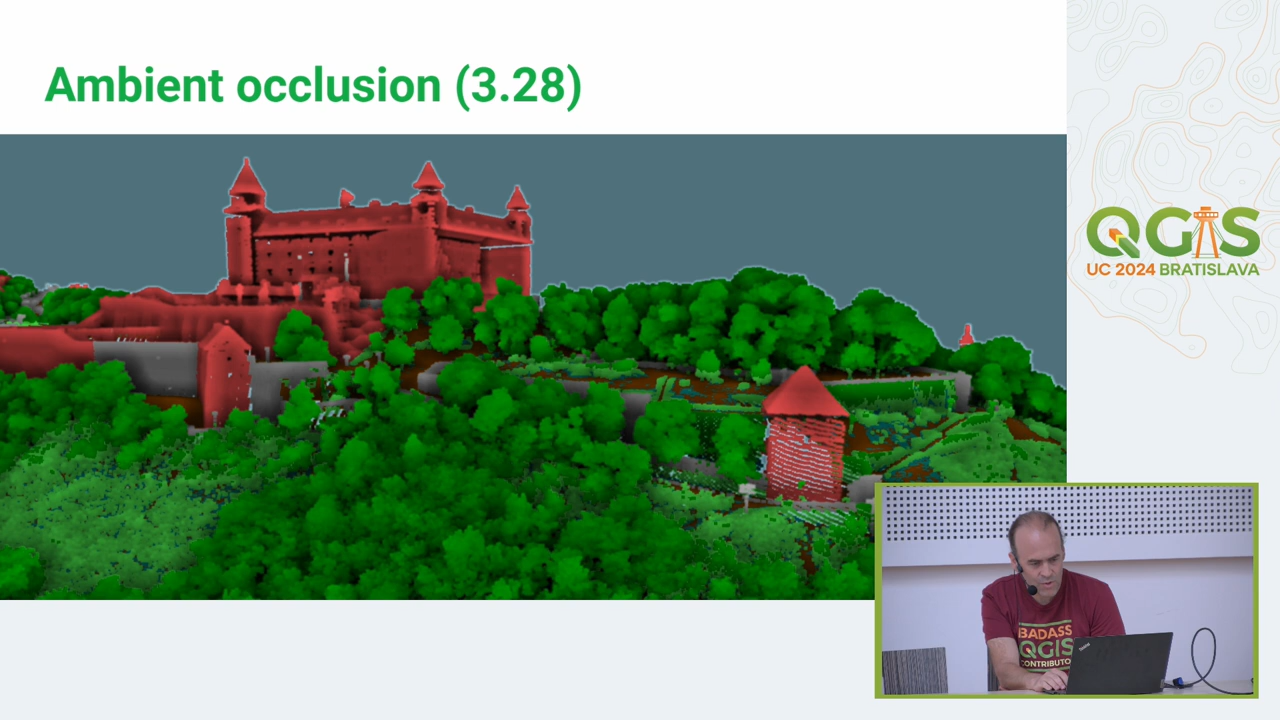 Ambient occlusion (3.28)
QGIS
UC 2024 BRATISLAVA
BADASS
QGIS
CONTRIBUTO